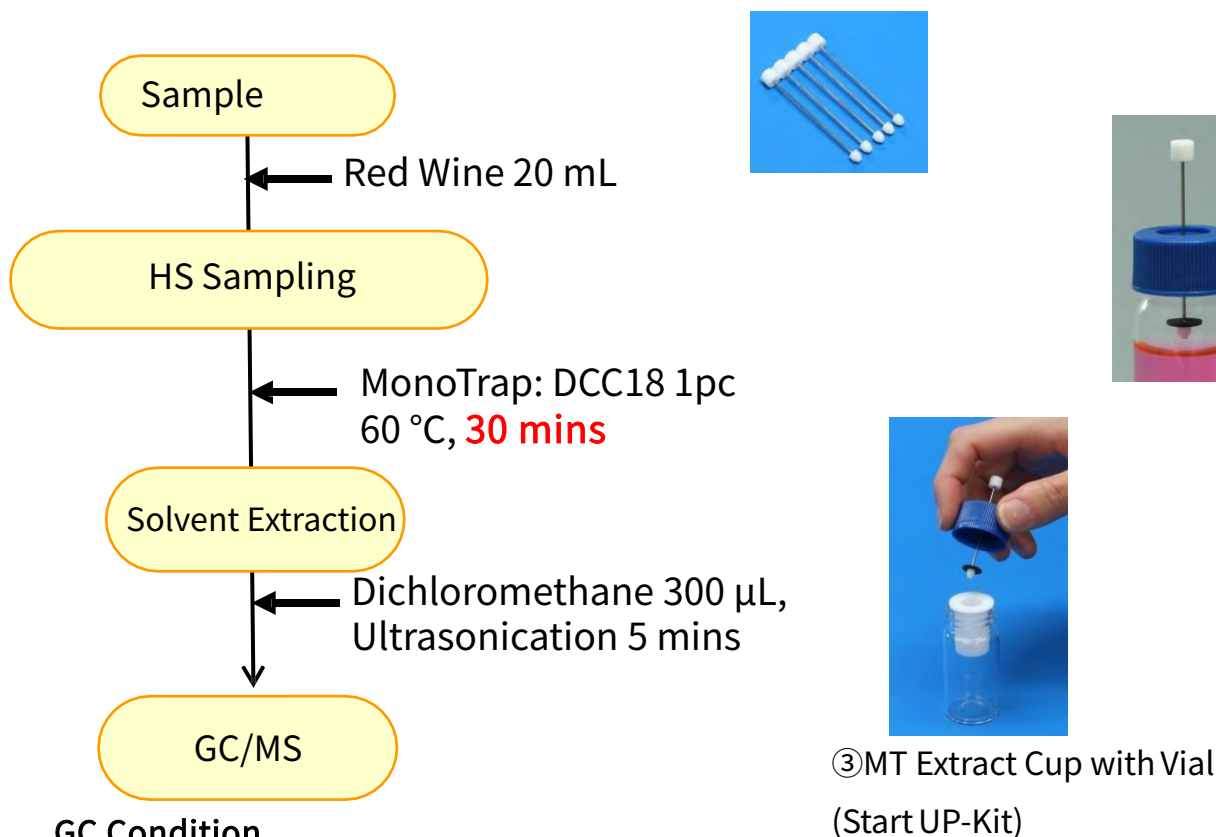 Sample
Red Wine 20 mL
HS Sampling
MonoTrap: DCC18 1pc
60 °C, 30 mins
Solvent Extraction
Dichloromethane 300 µL,
Ultrasonication 5 mins
GC/MS
③MT Extract Cup with Vial
(Start UP-Kit)
GC Condition